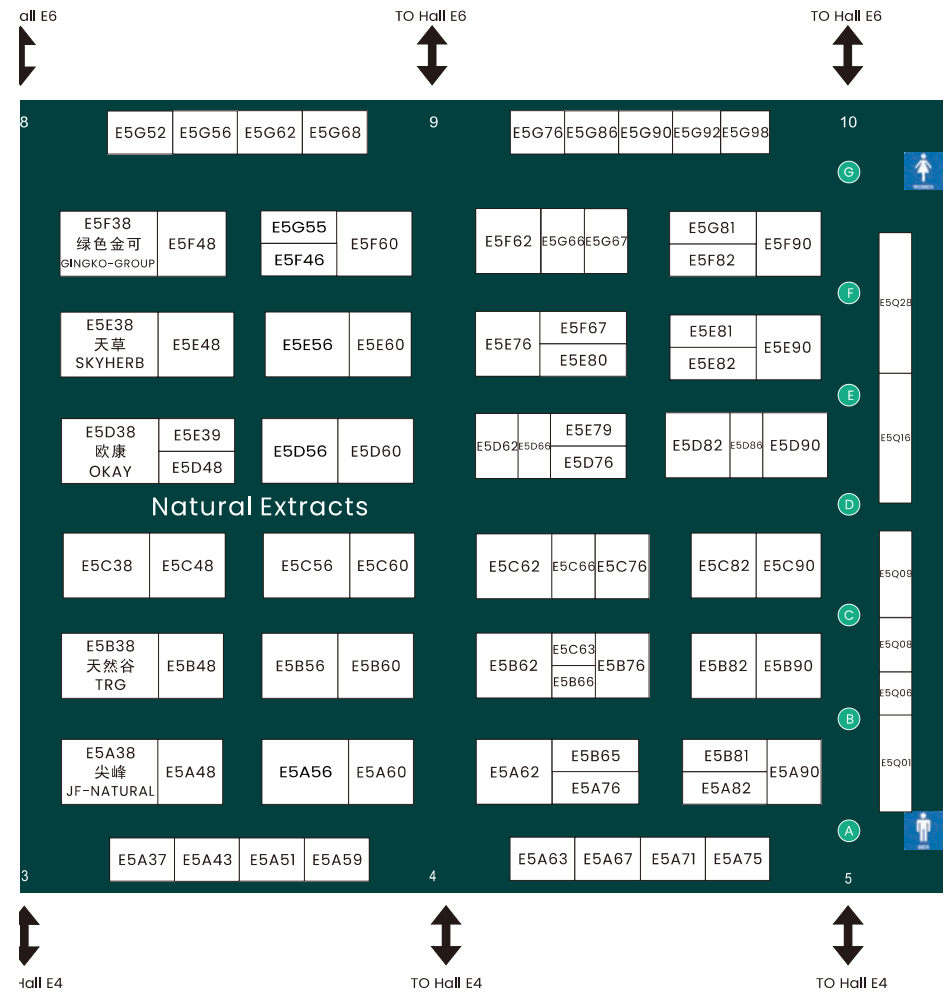 all E6
TO Hall E6
TO Hall E6
8
9
10
E5G52
E5G56
E5G62
E5G68
E5G76
E5G86
E5G90
E5G92
E5G98
G
WOMEN
E5F38
绿色金可
GINGKO-GROUP
E5F48
E5G55
E5F46
E5F60
E5F62
E5G66
E5G67
E5G81
E5F82
E5F90
F
E5Q28
E5E38
天草
SKYHERB
E5E48
E5E56
E5E60
E5E76
E5F67
E5E80
E5E81
E5E82
E5E90
E
E5Q16
E5D38
欧康
OKAY
E5E39
E5D48
E5D56
E5D60
E5D62
E5D66
E5E79
E5D76
E5D82
E5D86
E5D90
D
Natural Extracts
E5C38
E5C48
E5C56
E5C60
E5C62
E5C66
E5C76
E5C82
E5C90
E5Q09
C
E5B38
天然谷
TRG
E5B48
E5B56
E5B60
E5B62
E5C63
E5B66
E5B76
E5B82
E5B90
E5Q08
E5Q06
B
E5A38
尖峰
JF-NATURAL
E5A48
E5A56
E5A60
E5A62
E5B65
E5A76
E5B81
E5A82
E5A90
E5Q01
A
MEN
E5A37
E5A43
E5A51
E5A59
E5A63
E5A67
E5A71
E5A75
3
4
5
Hall E4
TO Hall E4
TO Hall E4